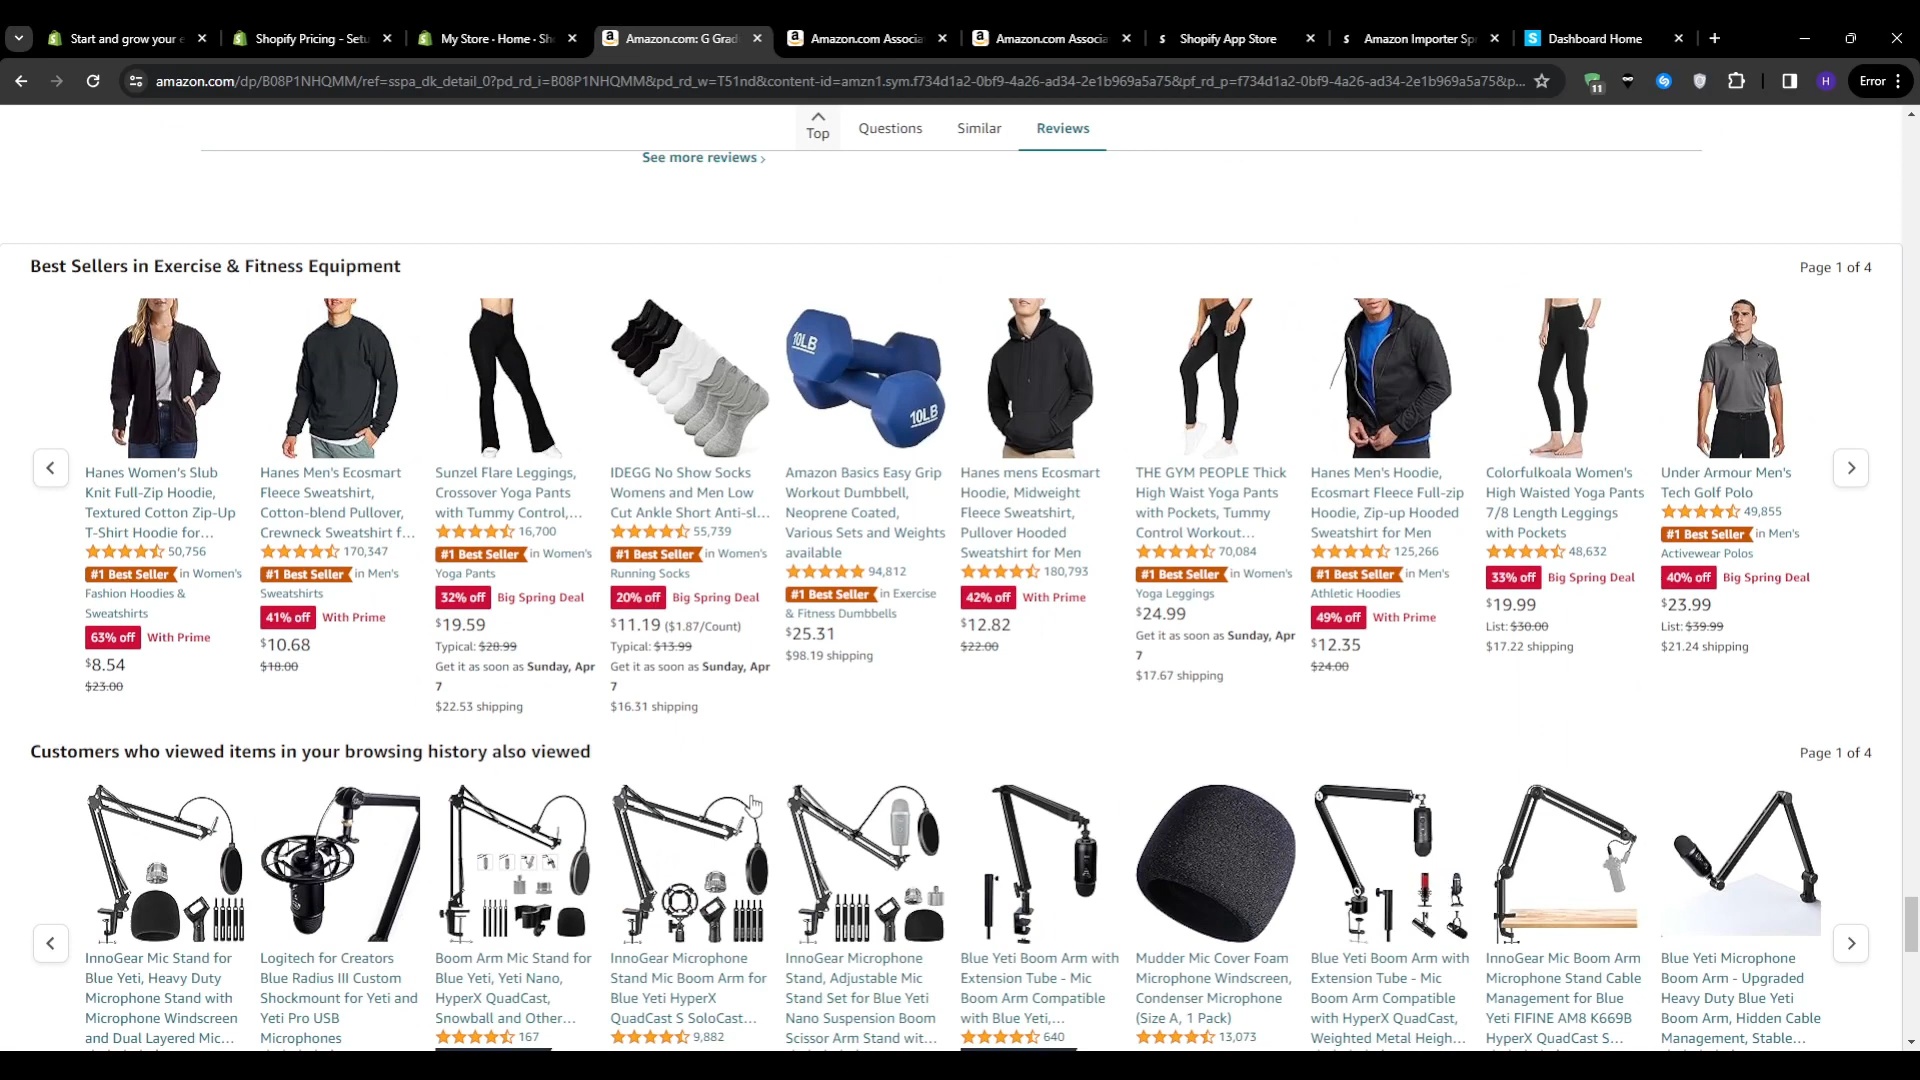 Start and grow your e
Shopify Pricing - Setu
My Store · Home · Sh
Amazon.com: G Grad
Amazon.com Associa
Amazon.com Associa
Shopify App Store
Amazon Importer Sp
Dashboard Home
amazon.com/dp/B08P1NHQMM/ref=sspa_dk_detail_0?pd_rd_i=B08P1NHQMM&pd_rd_w=T51nd&content-id=amzn1.sym.f734d1a2-0bf9-4a26-ad34-2e1b969a5a75&pf_rd_p=f734d1a2-0bf9-4a26-ad34-2e1b969a5a75&p...
11
H
Error
Top
Questions
Similar
Reviews
See more reviews ›
Best Sellers in Exercise & Fitness Equipment
Page 1 of 4
Hanes Women's Slub
Knit Full-Zip Hoodie,
Textured Cotton Zip-Up
T-Shirt Hoodie for...
50,756
#1 Best Seller in Women's
Fashion Hoodies &
Sweatshirts
63% off With Prime
$8.54
$23.00
Hanes Men's Ecosmart
Fleece Sweatshirt,
Cotton-blend Pullover,
Crewneck Sweatshirt f...
170,347
#1 Best Seller in Men's
Sweatshirts
41% off With Prime
$10.68
$18.00
Sunzel Flare Leggings,
Crossover Yoga Pants
with Tummy Control,...
16,700
#1 Best Seller in Women's
Yoga Pants
32% off Big Spring Deal
$19.59
Typical: $28.99
Get it as soon as Sunday, Apr
7
$22.53 shipping
IDEGG No Show Socks
Womens and Men Low
Cut Ankle Short Anti-sl...
55,739
#1 Best Seller in Women's
Running Socks
20% off Big Spring Deal
$11.19 ($1.87/Count)
Typical: $13.99
Get it as soon as Sunday, Apr
7
$16.31 shipping
10LB
10LB
Amazon Basics Easy Grip
Workout Dumbbell,
Neoprene Coated,
Various Sets and Weights
available
94,812
#1 Best Seller in Exercise
& Fitness Dumbbells
$25.31
$98.19 shipping
Hanes mens Ecosmart
Hoodie, Midweight
Fleece Sweatshirt,
Pullover Hooded
Sweatshirt for Men
180,793
42% off With Prime
$12.82
$22.00
THE GYM PEOPLE Thick
High Waist Yoga Pants
with Pockets, Tummy
Control Workout...
70,084
#1 Best Seller in Women's
Yoga Leggings
$24.99
Get it as soon as Sunday, Apr
7
$17.67 shipping
Hanes Men's Hoodie,
Ecosmart Fleece Full-zip
Hoodie, Zip-up Hooded
Sweatshirt for Men
125,266
#1 Best Seller in Men's
Athletic Hoodies
49% off With Prime
$12.35
$24.00
Colorfulkoala Women's
High Waisted Yoga Pants
7/8 Length Leggings
with Pockets
48,632
33% off Big Spring Deal
$19.99
List: $30.00
$17.22 shipping
Under Armour Men's
Tech Golf Polo
49,855
#1 Best Seller in Men's
Activewear Polos
40% off Big Spring Deal
$23.99
List: $39.99
$21.24 shipping
Customers who viewed items in your browsing history also viewed
Page 1 of 4
InnoGear Mic Stand for
Blue Yeti, Heavy Duty
Microphone Stand with
Microphone Windscreen
and Dual Layered Mic...
Logitech for Creators
Blue Radius III Custom
Shockmount for Yeti and
Yeti Pro USB
Microphones
Boom Arm Mic Stand for
Blue Yeti, Yeti Nano,
HyperX QuadCast,
Snowball and Other...
167
InnoGear Microphone
Stand Mic Boom Arm for
Blue Yeti HyperX
QuadCast S SoloCast...
9,882
InnoGear Microphone
Stand, Adjustable Mic
Stand Set for Blue Yeti
Nano Suspension Boom
Scissor Arm Stand wit...
Blue Yeti Boom Arm with
Extension Tube - Mic
Boom Arm Compatible
with Blue Yeti,...
640
Mudder Mic Cover Foam
Microphone Windscreen,
Condenser Microphone
(Size A, 1 Pack)
13,073
Blue Yeti Boom Arm with
Extension Tube - Mic
Boom Arm Compatible
with HyperX QuadCast,
Weighted Metal Heigh...
InnoGear Mic Boom Arm
Microphone Stand Cable
Management for Blue
Yeti FIFINE AM8 K669B
HyperX QuadCast S...
Blue Yeti Microphone
Boom Arm - Upgraded
Heavy Duty Blue Yeti
Boom Arm, Hidden Cable
Management, Stable...